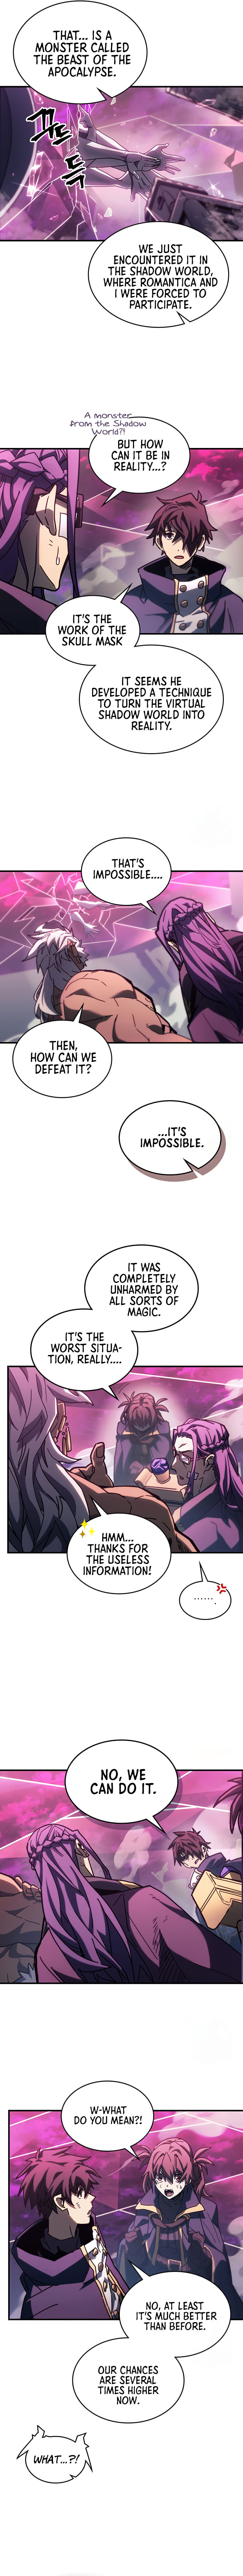 THAT... IS A
MONSTER CALLED
THE BEAST OF THE
APOCALYPSE.
꾸드득
WE JUST
ENCOUNTERED IT IN
THE SHADOW WORLD,
WHERE ROMANTICA AND
I WERE FORCED TO
PARTICIPATE.
A monster
from the Shadow
World?!
BUT HOW
CAN IT BE IN
REALITY...?
IT'S THE
WORK OF THE
SKULL MASK
IT SEEMS HE
DEVELOPED A TECHNIQUE
TO TURN THE VIRTUAL
SHADOW WORLD INTO
REALITY.
THAT'S
IMPOSSIBLE....
THEN,
HOW CAN WE
DEFEAT IT?
...IT'S
IMPOSSIBLE.
IT WAS
COMPLETELY
UNHARMED BY
ALL SORTS OF
MAGIC.
IT'S THE
WORST SITUA-
TION, REALLY....
HMM...
THANKS FOR
THE USELESS
INFORMATION!
.......
NO, WE
CAN DO IT.
W-WHAT
DO YOU MEAN?!
NO, AT LEAST
IT'S MUCH BETTER
THAN BEFORE.
OUR CHANCES
ARE SEVERAL
TIMES HIGHER
NOW.
WHAT...?!